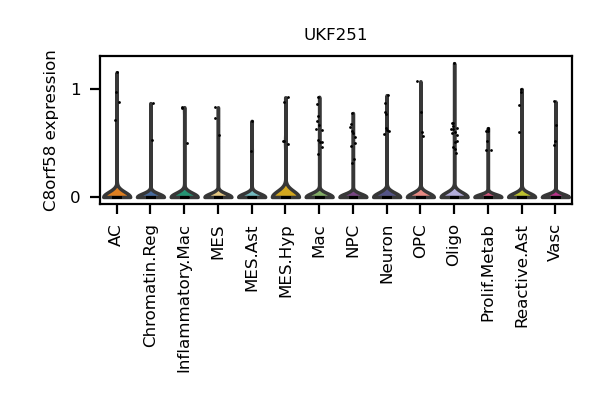 UKF251
C8orf58 expression
1
0
AC
Chromatin.Reg
Inflammatory.Mac
MES
MES.Ast
MES.Hyp
Mac
NPC
Neuron
OPC
Oligo
Prolif.Metab
Reactive.Ast
Vasc